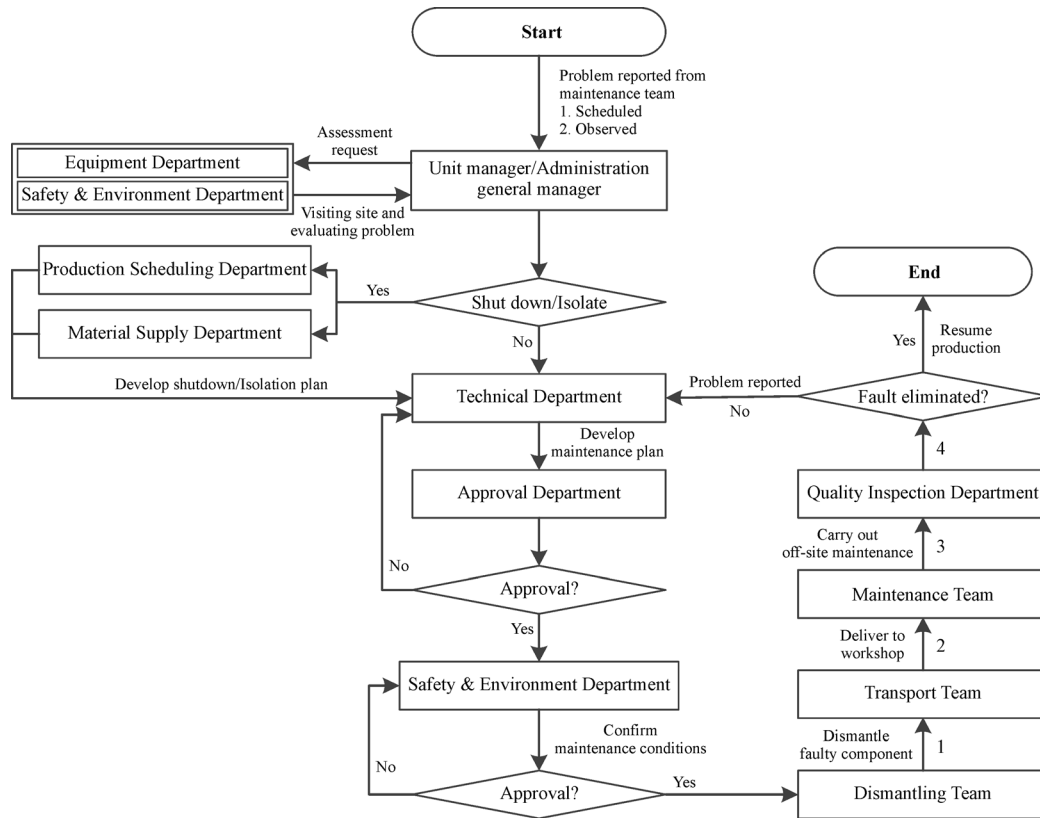 Start
Problem reported from
maintenance team
1. Scheduled
2. Observed
Assessment
request
Equipment Department
Safety & Environment Department
Unit manager/Administration
general manager
Visiting site and
evaluating problem
Production Scheduling Department
Material Supply Department
Yes
Shut down/Isolate
No
Develop shutdown/Isolation plan
Technical Department
Develop
maintenance plan
Approval Department
No
Approval?
Yes
Safety & Environment Department
Confirm
maintenance conditions
No
Approval?
Yes
Dismantling Team
Dismantle
faulty component
1
Transport Team
Deliver to
workshop
2
Maintenance Team
Carry out
off-site maintenance
3
Quality Inspection Department
4
Fault eliminated?
Problem reported
No
Yes
Resume
production
End